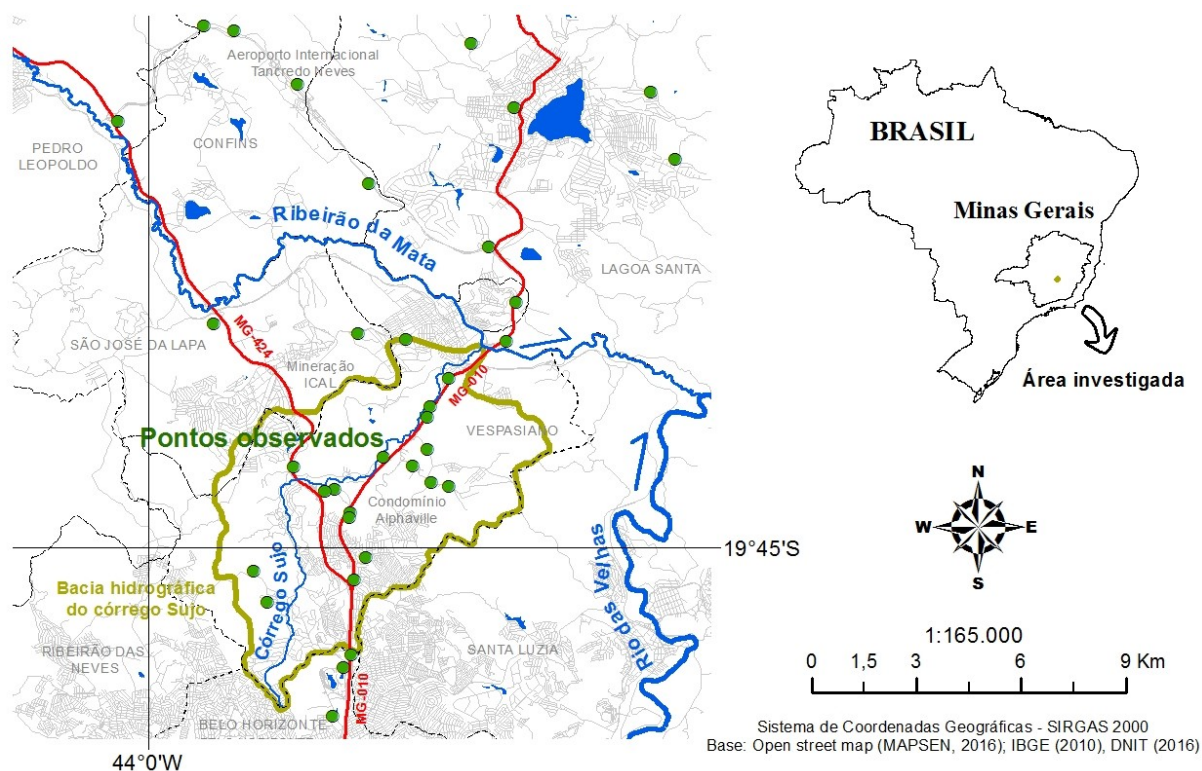 Aeroporto Internacional
Tancredo Neves
PEDRO
LEOPOLDO
CONFINS
Ribeirão da Mata
LAGOA SANTA
SÃO JOSÉ DA LAPA
MG-424
Mineração
ICAL
MG-010
Pontos observados
VESPASIANO
Condomínio
Alphaville
19°45'S
Bacia hidrográfica
do córrego Sujo
Córrego Sujo
Rio das Velhas
RIBEIRÃO DAS
NEVES
SANTA LUZIA
MG-010
BELO HORIZONTE
44°0'W
BRASIL
Minas Gerais
Área investigada
N
W
E
S
1:165.000
0 1,5 3 6 9 Km
Sistema de Coordenadas Geográficas - SIRGAS 2000
Base: Open street map (MAPSEN, 2016); IBGE (2010), DNIT (2016)